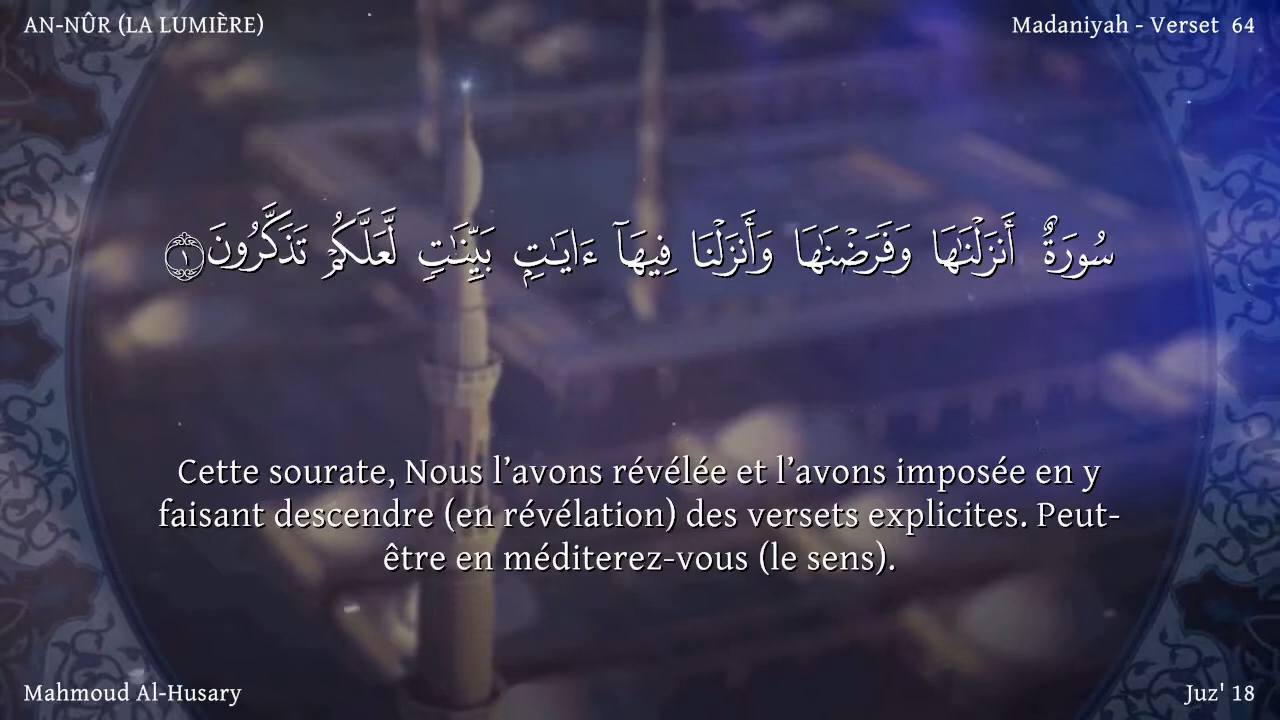 AN-NÛR (LA LUMIÈRE)
Madaniyah - Verset 64
سُورَةٌ أَنزَلْنَٰهَا وَفَرَضْنَٰهَا وَأَنزَلْنَا فِيهَآ ءَايَٰتٍۭ بَيِّنَٰتٍ لَّعَلَّكُمْ تَذَكَّرُونَ ١
Cette sourate, Nous l’avons révélée et l’avons imposée en y
faisant descendre (en révélation) des versets explicites. Peut-
être en méditerez-vous (le sens).
Mahmoud Al-Husary
Juz' 18